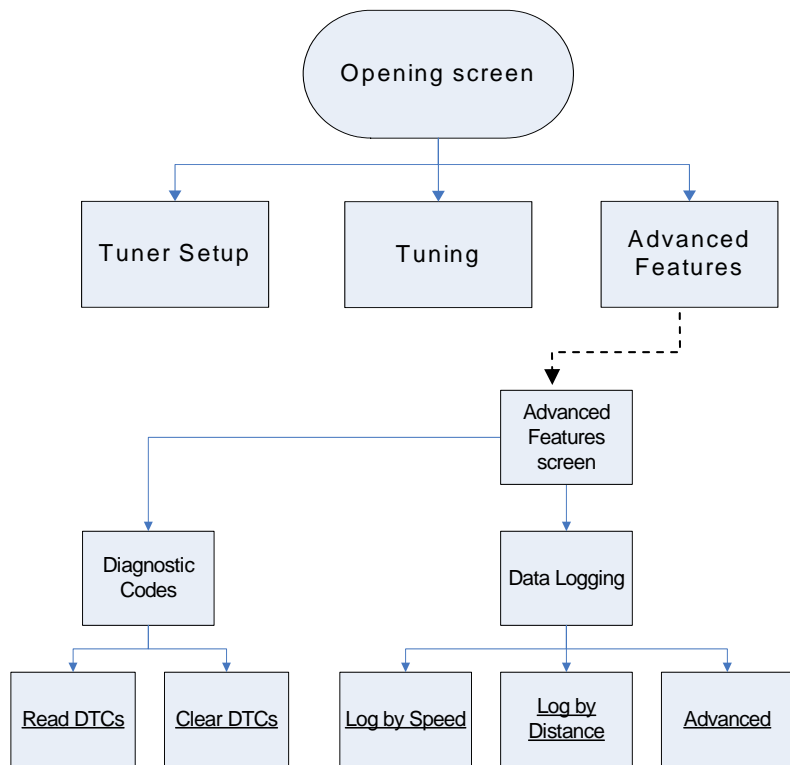 Opening screen
Tuner Setup
Tuning
Advanced
Features
Advanced
Features
screen
Diagnostic
Codes
Data Logging
Read DTCs
Clear DTCs
Log by Speed
Log by
Distance
Advanced